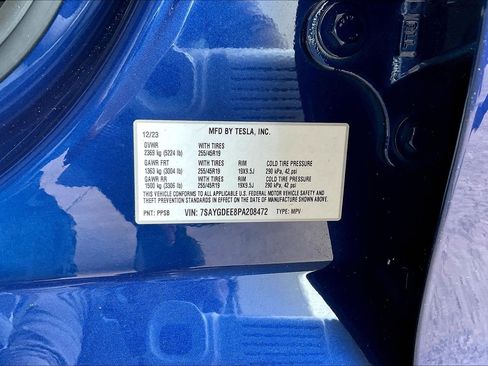 12/23 MFD BY TESLA, INC.
GVWR WITH TIRES
2369 kg (5224 lb) 255/45R19
GAWR FRT WITH TIRES RIM COLD TIRE PRESSURE
1363 kg (3004 lb) 255/45R19 19X9.5J 290 kPa, 42 psi
GAWR RR WITH TIRES RIM COLD TIRE PRESSURE
1500 kg (3306 lb) 255/45R19 19X9.5J 290 kPa, 42 psi
THIS VEHICLE CONFORMS TO ALL APPLICABLE U.S. FEDERAL MOTOR VEHICLE SAFETY AND
THEFT PREVENTION STANDARDS IN EFFECT ON THE DATE OF MANUFACTURE SHOWN ABOVE.
PNT: PPSB VIN: 7SAYGDEE8PA208472 TYPE: MPV